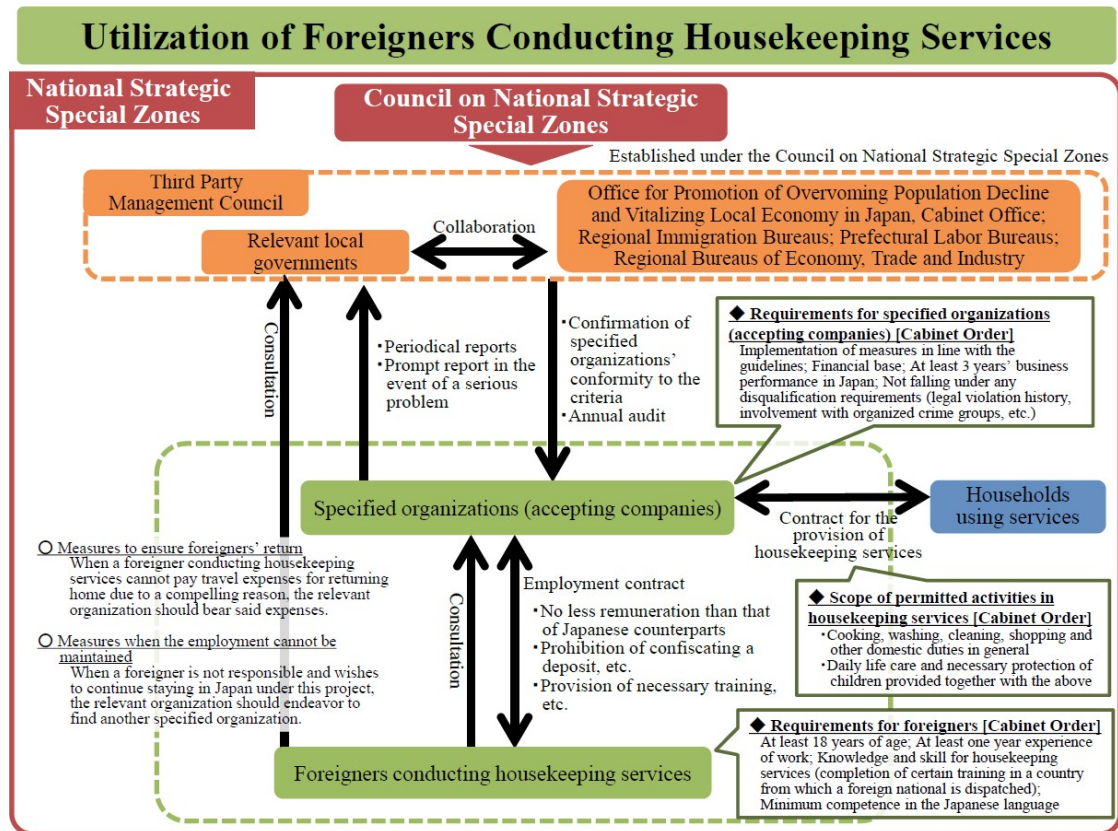 Utilization of Foreigners Conducting Housekeeping Services
National Strategic
Special Zones
Council on National Strategic
Special Zones
Established under the Council on National Strategic Special Zones
Third Party
Management Council
Relevant local
governments
Collaboration
Office for Promotion of Overvoming Population Decline
and Vitalizing Local Economy in Japan, Cabinet Office;
Regional Immigration Bureaus; Prefectural Labor Bureaus;
Regional Bureaus of Economy, Trade and Industry
Consultation
・Periodical reports
・Prompt report in the
event of a serious
problem
・Confirmation of
specified
organizations’
conformity to the
criteria
・Annual audit
◆ Requirements for specified organizations
(accepting companies) [Cabinet Order]
Implementation of measures in line with the
guidelines; Financial base; At least 3 years’ business
performance in Japan; Not falling under any
disqualification requirements (legal violation history,
involvement with organized crime groups, etc.)
Specified organizations (accepting companies)
Contract for the
provision of
housekeeping services
Households
using services
○ Measures to ensure foreigners’ return
When a foreigner conducting housekeeping
services cannot pay travel expenses for returning
home due to a compelling reason, the relevant
organization should bear said expenses.
○ Measures when the employment cannot be
maintained
When a foreigner is not responsible and wishes
to continue staying in Japan under this project,
the relevant organization should endeavor to
find another specified organization.
Consultation
Employment contract
・No less remuneration than that
of Japanese counterparts
・Prohibition of confiscating a
deposit, etc.
・Provision of necessary training,
etc.
◆ Scope of permitted activities in
housekeeping services [Cabinet Order]
・Cooking, washing, cleaning, shopping and
other domestic duties in general
・Daily life care and necessary protection of
children provided together with the above
◆ Requirements for foreigners [Cabinet Order]
At least 18 years of age; At least one year experience
of work; Knowledge and skill for housekeeping
services (completion of certain training in a country
from which a foreign national is dispatched);
Minimum competence in the Japanese language
Foreigners conducting housekeeping services